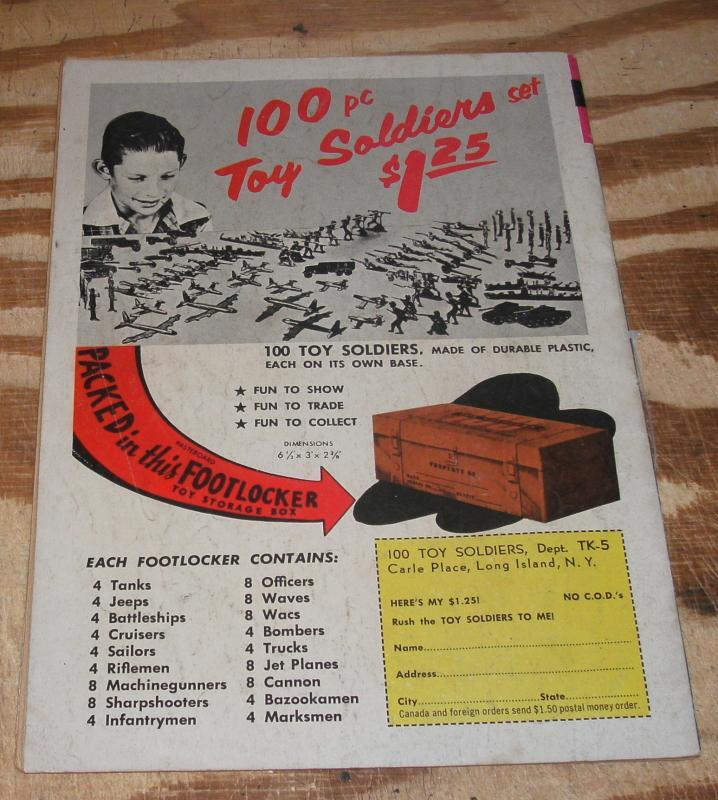 100 pc
Toy Soldiers set
$1.25
100 TOY SOLDIERS, MADE OF DURABLE PLASTIC,
EACH ON ITS OWN BASE.
★ FUN TO SHOW
★ FUN TO TRADE
★ FUN TO COLLECT
DIMENSIONS
PACKED in this
PASTEBOARD
FOOTLOCKER
TOY STORAGE BOX
PROPERTY OF
EACH FOOTLOCKER CONTAINS:
4 Tanks
4 Jeeps
4 Battleships
4 Cruisers
4 Sailors
4 Riflemen
8 Machinegunners
8 Sharpshooters
4 Infantrymen
8 Officers
8 Waves
8 Wacs
4 Bombers
4 Trucks
8 Jet Planes
8 Cannon
4 Bazookamen
4 Marksmen
100 TOY SOLDIERS, Dept. TK-5
Carle Place, Long Island, N. Y.
HERE'S MY $1.25! NO C.O.D.'s
Rush the TOY SOLDIERS TO ME!
Name
Address
City State
Canada and foreign orders send $1.50 postal money order.